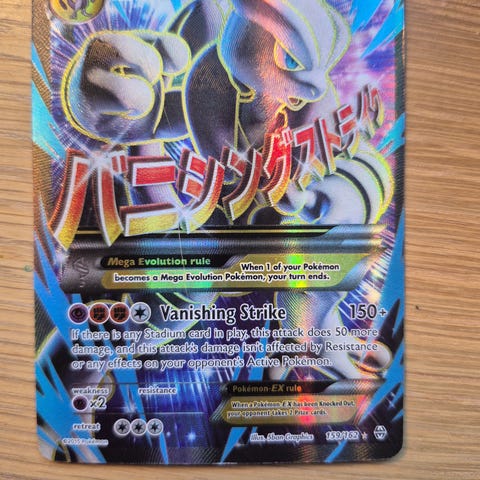 バニシングストライク
Mega Evolution rule
When 1 of your Pokémon
becomes a Mega Evolution Pokémon, your turn ends.
Vanishing Strike 150+
If there is any Stadium card in play, this attack does 50 more
damage, and this attack's damage isn't affected by Resistance
or any effects on your opponent's Active Pokémon.
Pokémon-EX rule
When a Pokémon-EX has been Knocked Out,
your opponent takes 2 Prize cards.
weakness resistance
×2
retreat
©2015 Pokémon Illus. 5ban Graphics 159/162